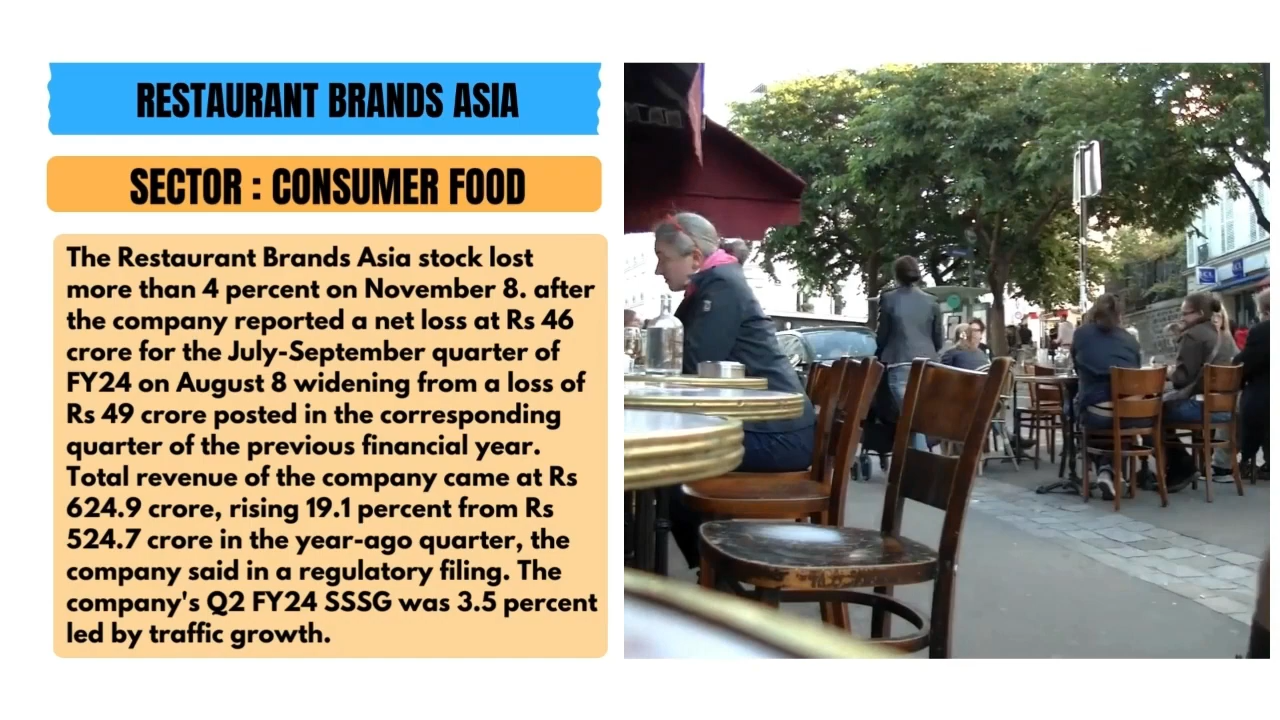 RESTAURANT BRANDS ASIA
SECTOR : CONSUMER FOOD
The Restaurant Brands Asia stock lost
more than 4 percent on November 8. after
the company reported a net loss at Rs 46
crore for the July-September quarter of
FY24 on August 8 widening from a loss of
Rs 49 crore posted in the corresponding
quarter of the previous financial year.
Total revenue of the company came at Rs
624.9 crore, rising 19.1 percent from Rs
524.7 crore in the year-ago quarter, the
company said in a regulatory filing. The
company's Q2 FY24 SSSG was 3.5 percent
led by traffic growth.